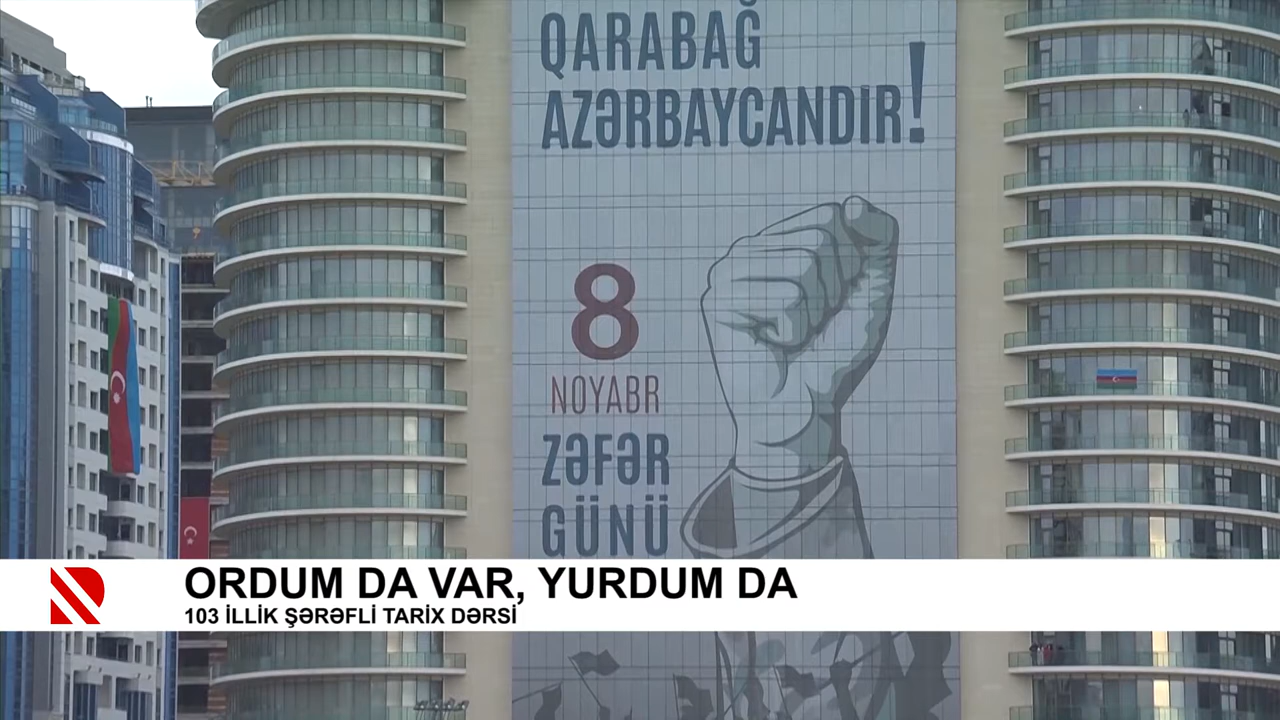 QARABAĞ
AZƏRBAYCANDIR!
8
NOYABR
ZƏFƏR
GÜNÜ
ORDUM DA VAR, YURDUM DA
103 İLLİK ŞƏRƏFLİ TARİX DƏRSİ